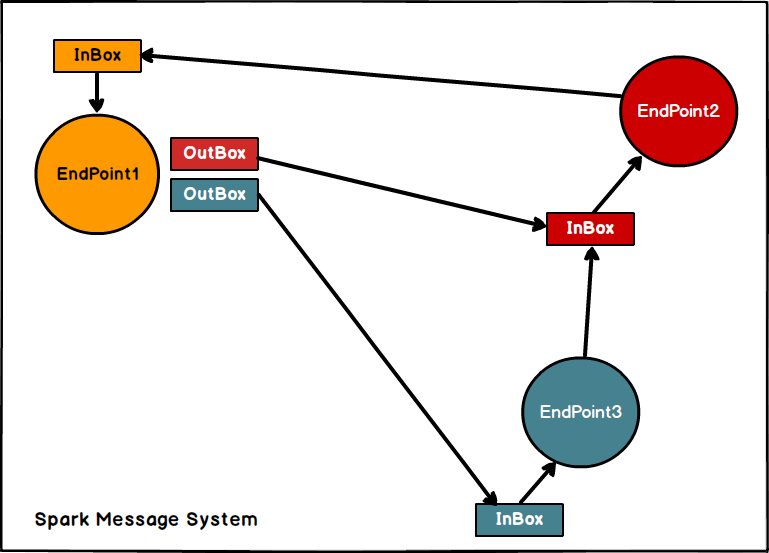 InBox
EndPoint1
OutBox
OutBox
EndPoint2
InBox
EndPoint3
InBox
Spark Message System